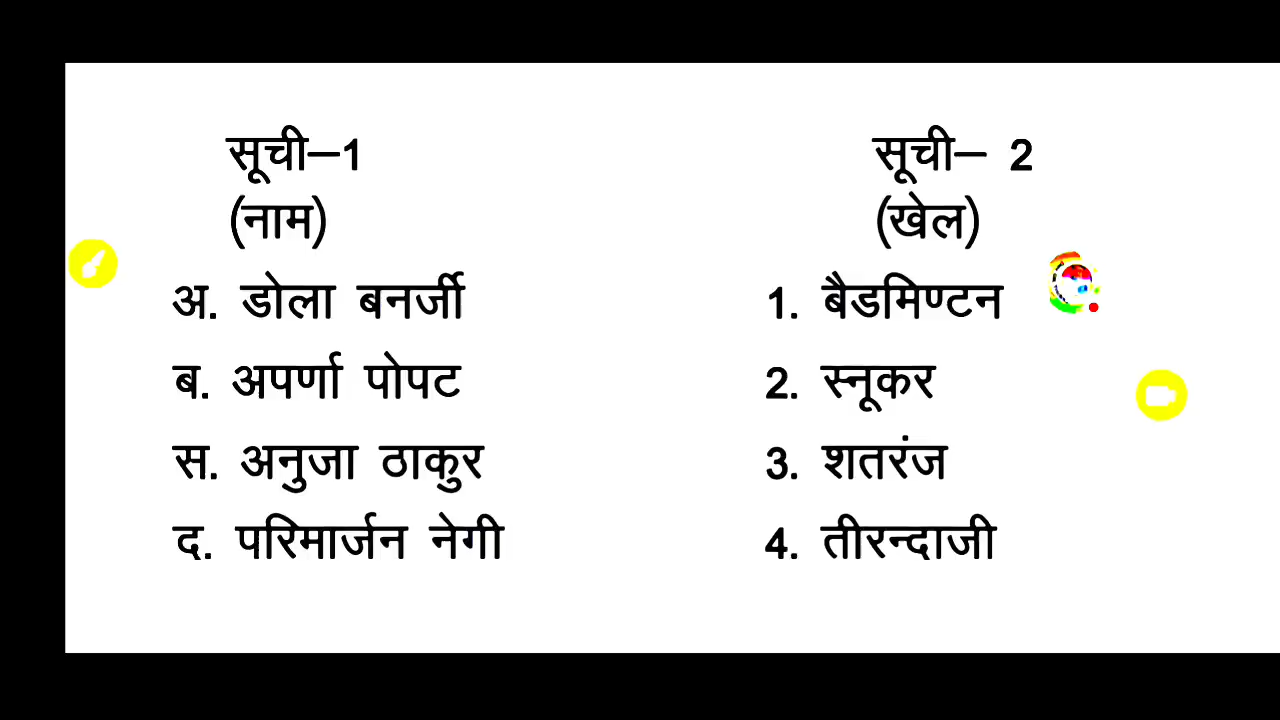 सूची–1 सूची– 2
(नाम) (खेल)
अ. डोला बनर्जी 1. बैडमिण्टन
ब. अपर्णा पोपट 2. स्नूकर
स. अनुजा ठाकुर 3. शतरंज
द. परिमार्जन नेगी 4. तीरन्दाजी